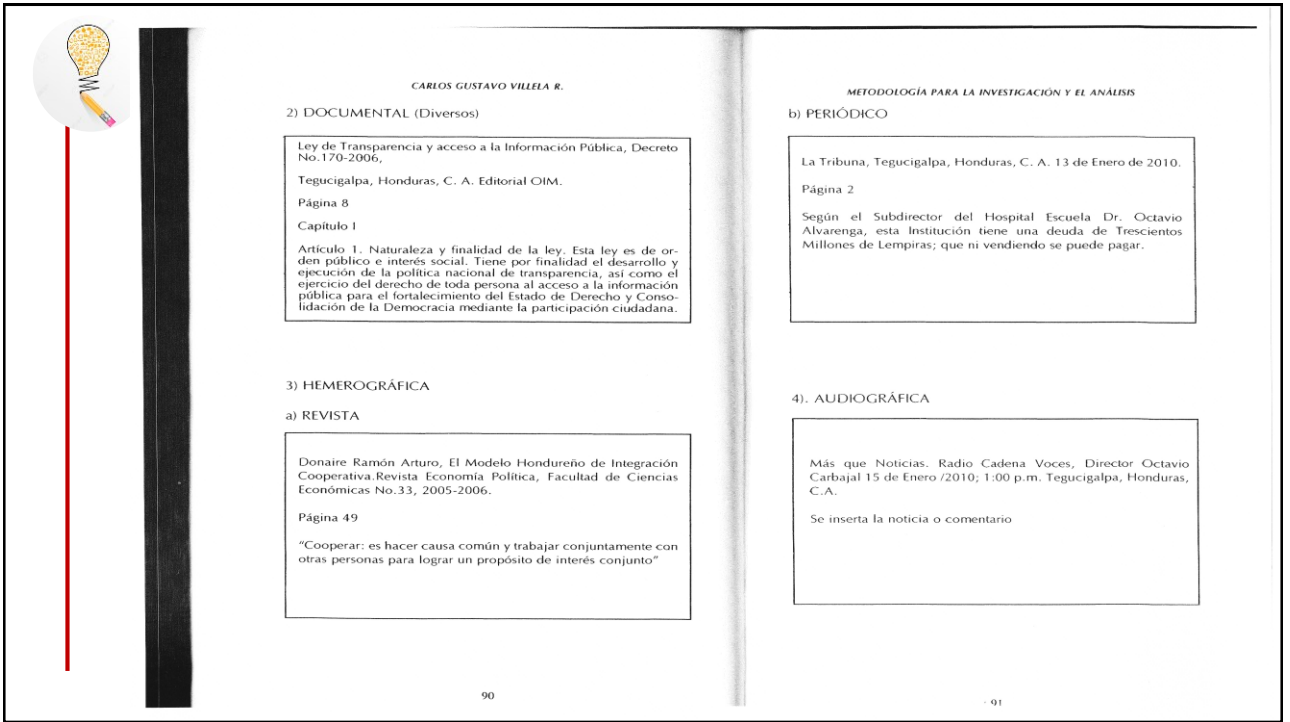 CARLOS GUSTAVO VILLELA R.
2) DOCUMENTAL (Diversos)
Ley de Transparencia y acceso a la Información Pública, Decreto
No.170-2006,
Tegucigalpa, Honduras, C. A. Editorial OIM.
Página 8
Capítulo I
Artículo 1. Naturaleza y finalidad de la ley. Esta ley es de or-
den público e interés social. Tiene por finalidad el desarrollo y
ejecución de la política nacional de transparencia, así como el
ejercicio del derecho de toda persona al acceso a la información
pública para el fortalecimiento del Estado de Derecho y Conso-
lidación de la Democracia mediante la participación ciudadana.
3) HEMEROGRÁFICA
a) REVISTA
Donaire Ramón Arturo, El Modelo Hondureño de Integración
Cooperativa.Revista Economía Política, Facultad de Ciencias
Económicas No.33, 2005-2006.
Página 49
“Cooperar: es hacer causa común y trabajar conjuntamente con
otras personas para lograr un propósito de interés conjunto”
90
METODOLOGÍA PARA LA INVESTIGACIÓN Y EL ANÁLISIS
b) PERIÓDICO
La Tribuna, Tegucigalpa, Honduras, C. A. 13 de Enero de 2010.
Página 2
Según el Subdirector del Hospital Escuela Dr. Octavio
Alvarenga, esta Institución tiene una deuda de Trescientos
Millones de Lempiras; que ni vendiendo se puede pagar.
4). AUDIOGRÁFICA
Más que Noticias. Radio Cadena Voces, Director Octavio
Carbajal 15 de Enero /2010; 1:00 p.m. Tegucigalpa, Honduras,
C.A.
Se inserta la noticia o comentario
91